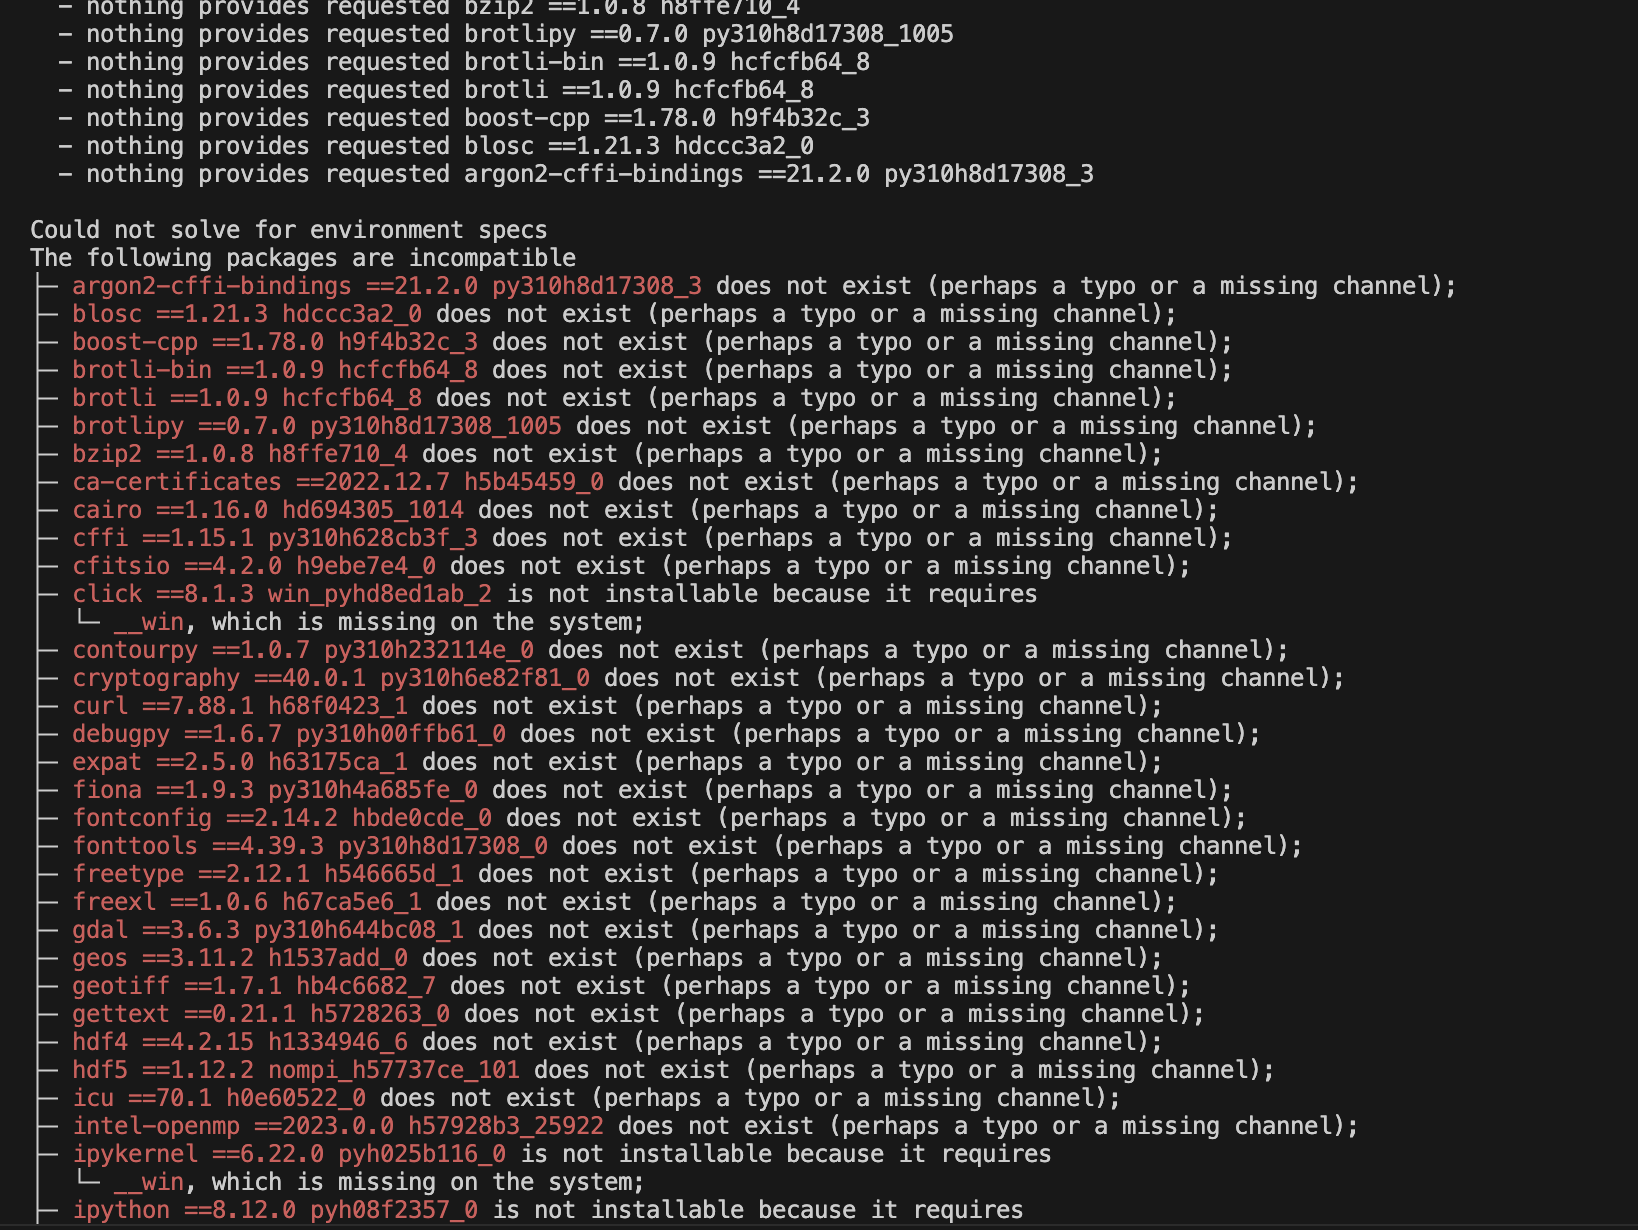 - nothing provides requested bzip2 ==1.0.8 h8ffe710_4
- nothing provides requested brotlipy ==0.7.0 py310h8d17308_1005
- nothing provides requested brotli-bin ==1.0.9 hcfcfb64_8
- nothing provides requested brotli ==1.0.9 hcfcfb64_8
- nothing provides requested boost-cpp ==1.78.0 h9f4b32c_3
- nothing provides requested blosc ==1.21.3 hdccc3a2_0
- nothing provides requested argon2-cffi-bindings ==21.2.0 py310h8d17308_3
Could not solve for environment specs
The following packages are incompatible
├─ argon2-cffi-bindings ==21.2.0 py310h8d17308_3 does not exist (perhaps a typo or a missing channel);
├─ blosc ==1.21.3 hdccc3a2_0 does not exist (perhaps a typo or a missing channel);
├─ boost-cpp ==1.78.0 h9f4b32c_3 does not exist (perhaps a typo or a missing channel);
├─ brotli-bin ==1.0.9 hcfcfb64_8 does not exist (perhaps a typo or a missing channel);
├─ brotli ==1.0.9 hcfcfb64_8 does not exist (perhaps a typo or a missing channel);
├─ brotlipy ==0.7.0 py310h8d17308_1005 does not exist (perhaps a typo or a missing channel);
├─ bzip2 ==1.0.8 h8ffe710_4 does not exist (perhaps a typo or a missing channel);
├─ ca-certificates ==2022.12.7 h5b45459_0 does not exist (perhaps a typo or a missing channel);
├─ cairo ==1.16.0 hd694305_1014 does not exist (perhaps a typo or a missing channel);
├─ cffi ==1.15.1 py310h628cb3f_3 does not exist (perhaps a typo or a missing channel);
├─ cfitsio ==4.2.0 h9ebe7e4_0 does not exist (perhaps a typo or a missing channel);
├─ click ==8.1.3 win_pyhd8ed1ab_2 is not installable because it requires
│  └─ __win, which is missing on the system;
├─ contourpy ==1.0.7 py310h232114e_0 does not exist (perhaps a typo or a missing channel);
├─ cryptography ==40.0.1 py310h6e82f81_0 does not exist (perhaps a typo or a missing channel);
├─ curl ==7.88.1 h68f0423_1 does not exist (perhaps a typo or a missing channel);
├─ debugpy ==1.6.7 py310h00ffb61_0 does not exist (perhaps a typo or a missing channel);
├─ expat ==2.5.0 h63175ca_1 does not exist (perhaps a typo or a missing channel);
├─ fiona ==1.9.3 py310h4a685fe_0 does not exist (perhaps a typo or a missing channel);
├─ fontconfig ==2.14.2 hbde0cde_0 does not exist (perhaps a typo or a missing channel);
├─ fonttools ==4.39.3 py310h8d17308_0 does not exist (perhaps a typo or a missing channel);
├─ freetype ==2.12.1 h546665d_1 does not exist (perhaps a typo or a missing channel);
├─ freexl ==1.0.6 h67ca5e6_1 does not exist (perhaps a typo or a missing channel);
├─ gdal ==3.6.3 py310h644bc08_1 does not exist (perhaps a typo or a missing channel);
├─ geos ==3.11.2 h1537add_0 does not exist (perhaps a typo or a missing channel);
├─ geotiff ==1.7.1 hb4c6682_7 does not exist (perhaps a typo or a missing channel);
├─ gettext ==0.21.1 h5728263_0 does not exist (perhaps a typo or a missing channel);
├─ hdf4 ==4.2.15 h1334946_6 does not exist (perhaps a typo or a missing channel);
├─ hdf5 ==1.12.2 nompi_h57737ce_101 does not exist (perhaps a typo or a missing channel);
├─ icu ==70.1 h0e60522_0 does not exist (perhaps a typo or a missing channel);
├─ intel-openmp ==2023.0.0 h57928b3_25922 does not exist (perhaps a typo or a missing channel);
├─ ipykernel ==6.22.0 pyh025b116_0 is not installable because it requires
│  └─ __win, which is missing on the system;
├─ ipython ==8.12.0 pyh08f2357_0 is not installable because it requires